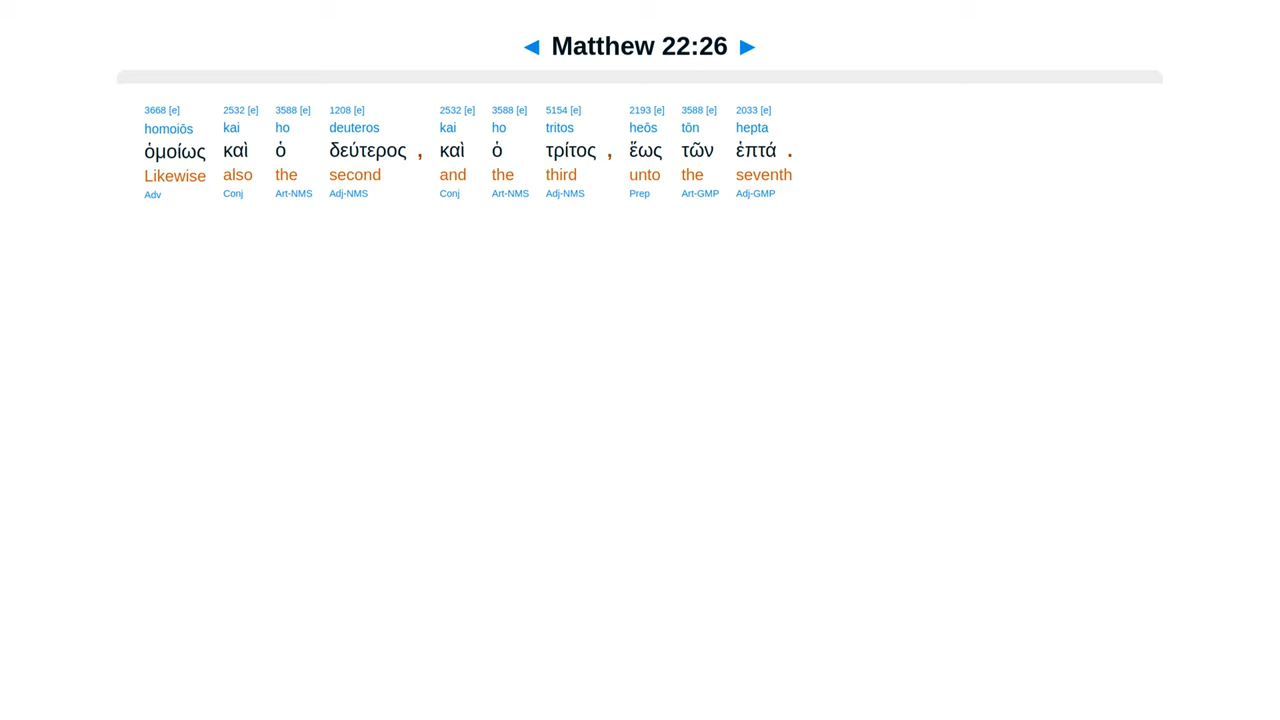 ◄ Matthew 22:26 ►
3668 [e] 2532 [e] 3588 [e] 1208 [e] 2532 [e] 3588 [e] 5154 [e] 2193 [e] 3588 [e] 2033 [e]
homoiōs kai ho deuteros kai ho tritos heōs tōn hepta
ὁμοίως καὶ ὁ δεύτερος , καὶ ὁ τρίτος , ἕως τῶν ἑπτά .
Likewise also the second and the third unto the seventh
Adv Conj Art-NMS Adj-NMS Conj Art-NMS Adj-NMS Prep Art-GMP Adj-GMP